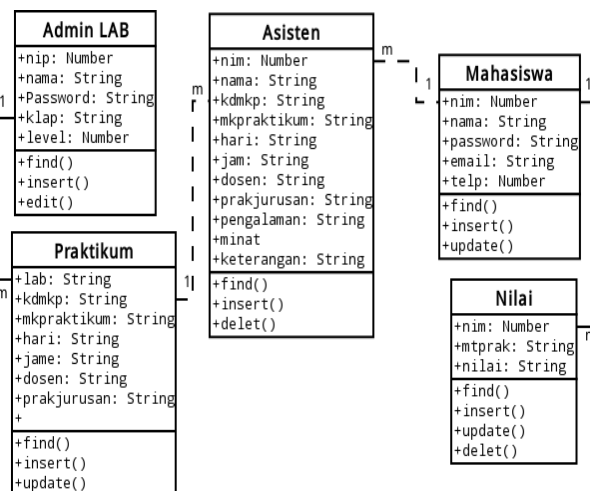 Admin LAB
+nip: Number
+nama: String
+Password: String
+klap: String
+level: Number
+find()
+insert()
+edit()
1
Praktikum
+lab: String
+kdmkp: String
+mkpraktikum: String
+hari: String
+jame: String
+dosen: String
+prakjurusan: String
+
+find()
+insert()
+update()
m
1
m
Asisten
+nim: Number
+nama: String
+kdmkp: String
+mkpraktikum: String
+hari: String
+jam: String
+dosen: String
+prakjurusan: String
+pengalaman: String
+minat
+keterangan: String
+find()
+insert()
+delet()
m
1
Mahasiswa
+nim: Number
+nama: String
+password: String
+email: String
+telp: Number
+find()
+insert()
+update()
1
Nilai
+nim: Number
+mtprak: String
+nilai: String
+find()
+insert()
+update()
+delet()